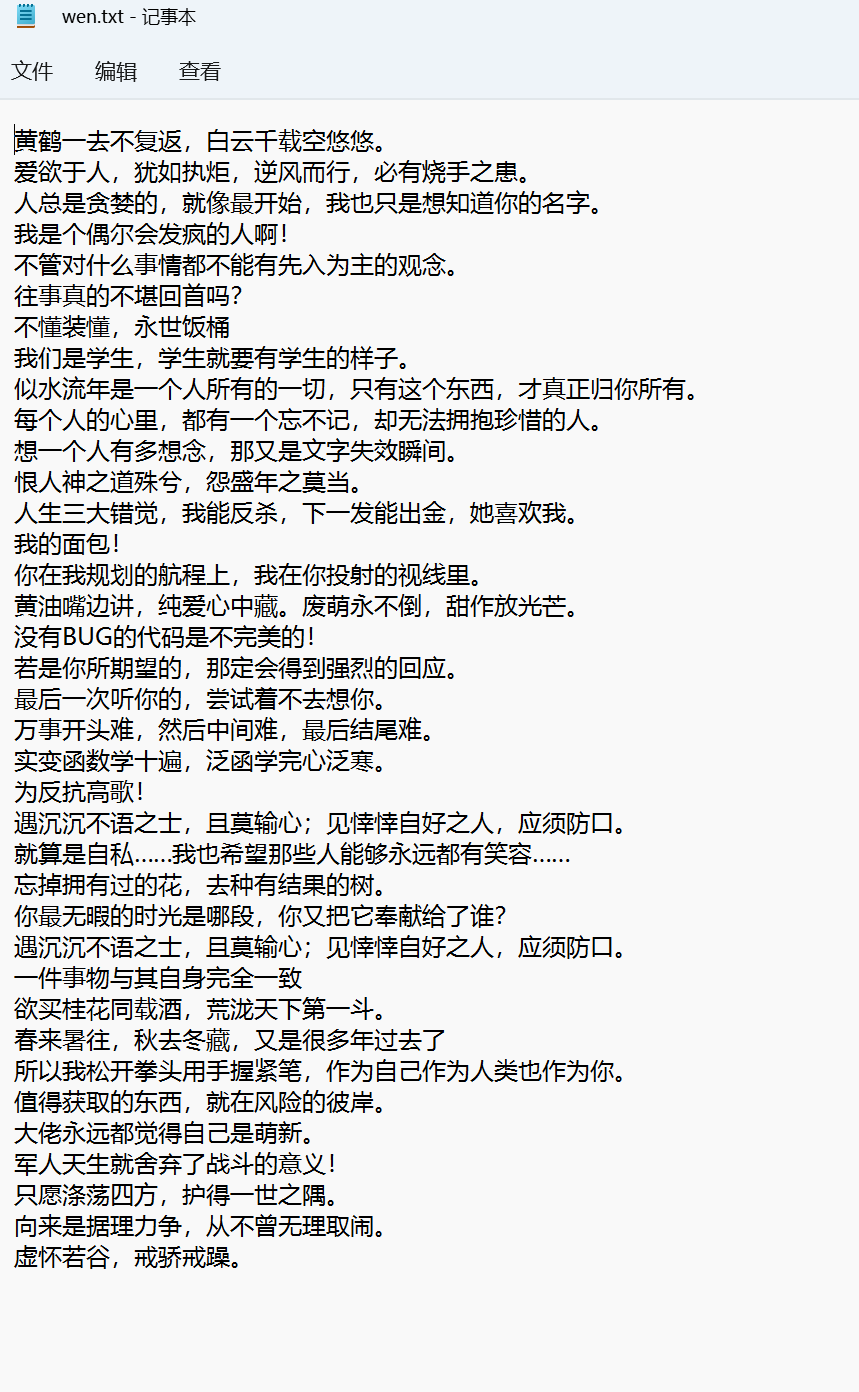 wen.txt - 记事本
文件 编辑 查看
黄鹤一去不复返，白云千载空悠悠。
爱欲于人，犹如执炬，逆风而行，必有烧手之患。
人总是贪婪的，就像最开始，我也只是想知道你的名字。
我是个偶尔会发疯的人啊！
不管对什么事情都不能有先入为主的观念。
往事真的不堪回首吗？
不懂装懂，永世饭桶
我们是学生，学生就要有学生的样子。
似水流年是一个人所有的一切，只有这个东西，才真正归你所有。
每个人的心里，都有一个忘不记，却无法拥抱珍惜的人。
想一个人有多想念，那又是文字失效瞬间。
恨人神之道殊兮，怨盛年之莫当。
人生三大错觉，我能反杀，下一发能出金，她喜欢我。
我的面包！
你在我规划的航程上，我在你投射的视线里。
黄油嘴边讲，纯爱心中藏。废萌永不倒，甜作放光芒。
没有BUG的代码是不完美的！
若是你所期望的，那定会得到强烈的回应。
最后一次听你的，尝试着不去想你。
万事开头难，然后中间难，最后结尾难。
实变函数学十遍，泛函学完心泛寒。
为反抗高歌！
遇沉沉不语之士，且莫输心；见悻悻自好之人，应须防口。
就算是自私……我也希望那些人能够永远都有笑容……
忘掉拥有过的花，去种有结果的树。
你最无暇的时光是哪段，你又把它奉献给了谁？
遇沉沉不语之士，且莫输心；见悻悻自好之人，应须防口。
一件事物与其自身完全一致
欲买桂花同载酒，荒泷天下第一斗。
春来暑往，秋去冬藏，又是很多年过去了
所以我松开拳头用手握紧笔，作为自己作为人类也作为你。
值得获取的东西，就在风险的彼岸。
大佬永远都觉得自己是萌新。
军人天生就舍弃了战斗的意义！
只愿涤荡四方，护得一世之隅。
向来是据理力争，从不曾无理取闹。
虚怀若谷，戒骄戒躁。